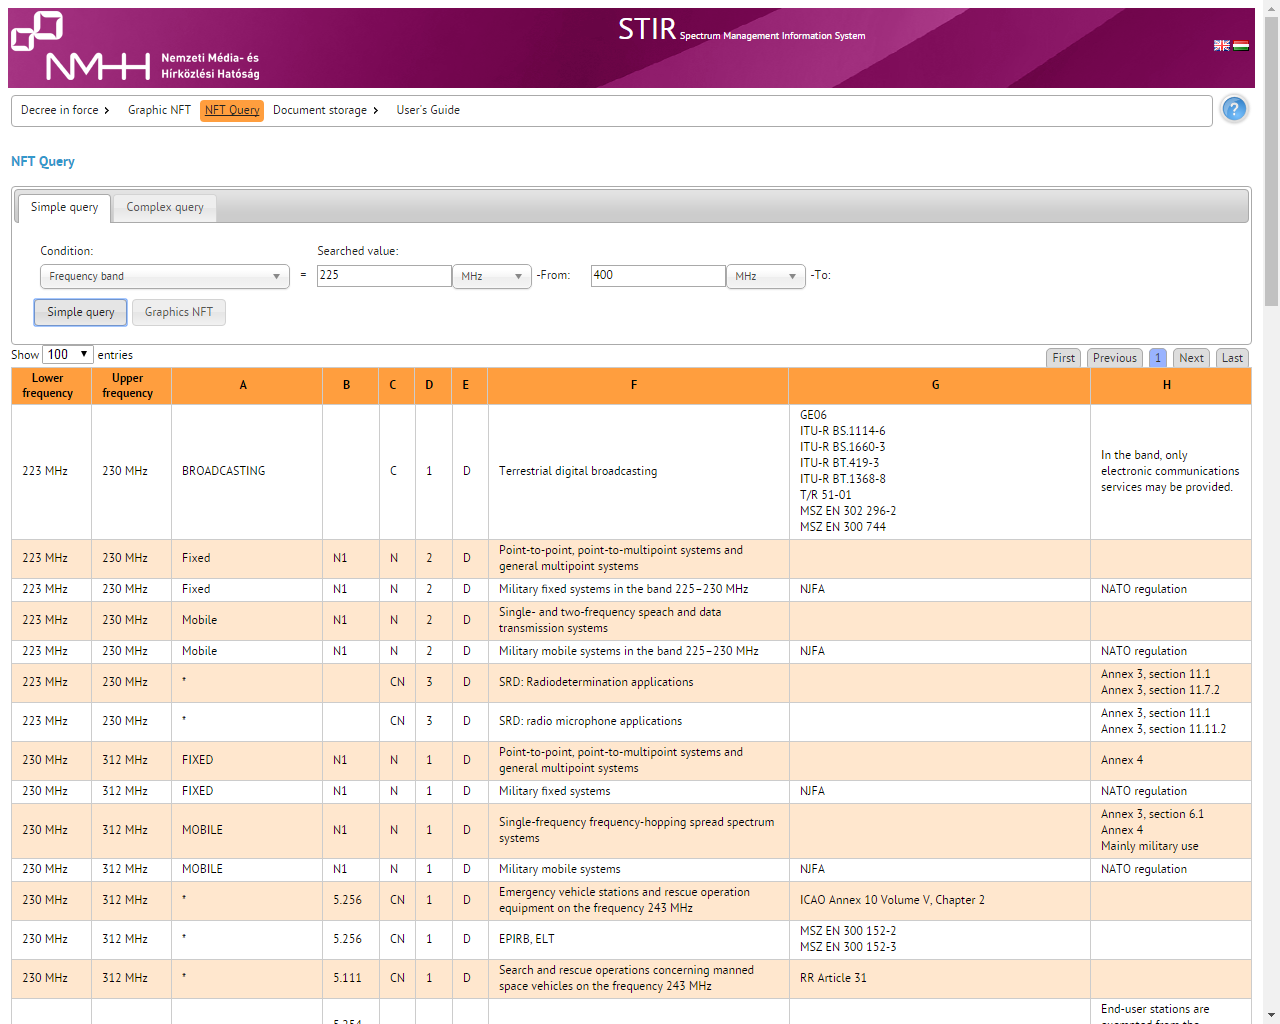 NMHH Nemzeti Média- és
Hírközlési Hatóság
STIR Spectrum Management Information System
Decree in force Graphic NFT NFT Query Document storage User's Guide ?
NFT Query
Simple query Complex query
Condition: Searched value:
Frequency band = 225 MHz -From: 400 MHz -To:
Simple query Graphics NFT
Show 100 entries First Previous 1 Next Last
Lower frequency Upper frequency A B C D E F G H
223 MHz 230 MHz BROADCASTING C 1 D Terrestrial digital broadcasting
GE06
ITU-R BS.1114-6
ITU-R BS.1660-3
ITU-R BT.419-3
ITU-R BT.1368-8
T/R 51-01
MSZ EN 302 296-2
MSZ EN 300 744
In the band, only
electronic communications
services may be provided.
223 MHz 230 MHz Fixed N1 N 2 D Point-to-point, point-to-multipoint systems and
general multipoint systems
223 MHz 230 MHz Fixed N1 N 2 D Military fixed systems in the band 225–230 MHz NJFA NATO regulation
223 MHz 230 MHz Mobile N1 N 2 D Single- and two-frequency speach and data
transmission systems
223 MHz 230 MHz Mobile N1 N 2 D Military mobile systems in the band 225–230 MHz NJFA NATO regulation
223 MHz 230 MHz * CN 3 D SRD: Radiodetermination applications Annex 3, section 11.1
Annex 3, section 11.7.2
223 MHz 230 MHz * CN 3 D SRD: radio microphone applications Annex 3, section 11.1
Annex 3, section 11.11.2
230 MHz 312 MHz FIXED N1 N 1 D Point-to-point, point-to-multipoint systems and
general multipoint systems Annex 4
230 MHz 312 MHz FIXED N1 N 1 D Military fixed systems NJFA NATO regulation
230 MHz 312 MHz MOBILE N1 N 1 D Single-frequency frequency-hopping spread spectrum
systems
Annex 3, section 6.1
Annex 4
Mainly military use
230 MHz 312 MHz MOBILE N1 N 1 D Military mobile systems NJFA NATO regulation
230 MHz 312 MHz * 5.256 CN 1 D Emergency vehicle stations and rescue operation
equipment on the frequency 243 MHz ICAO Annex 10 Volume V, Chapter 2
230 MHz 312 MHz * 5.256 CN 1 D EPIRB, ELT MSZ EN 300 152-2
MSZ EN 300 152-3
230 MHz 312 MHz * 5.111 CN 1 D Search and rescue operations concerning manned
space vehicles on the frequency 243 MHz RR Article 31
End-user stations are